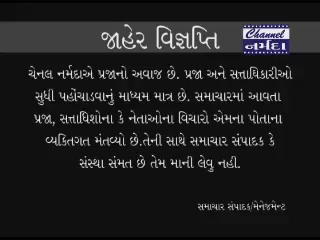 જાહેર વિજ્ઞપ્તિ
Channel
નર્મદા
ચેનલ નર્મદાએ પ્રજાનો અવાજ છે. પ્રજા અને સત્તાધિકારીઓ
સુધી પહોંચાડવાનું માધ્યમ માત્ર છે. સમાચારમાં આવતા
પ્રજા, સત્તાધિશોના કે નેતાઓના વિચારો એમના પોતાના
વ્યકિતગત મંતવ્યો છે.તેની સાથે સમાચાર સંપાદક કે
સંસ્થા સંમત છે તેમ માની લેવુ નહી.
સમાચાર સંપાદક/મેનેજમેન્ટ